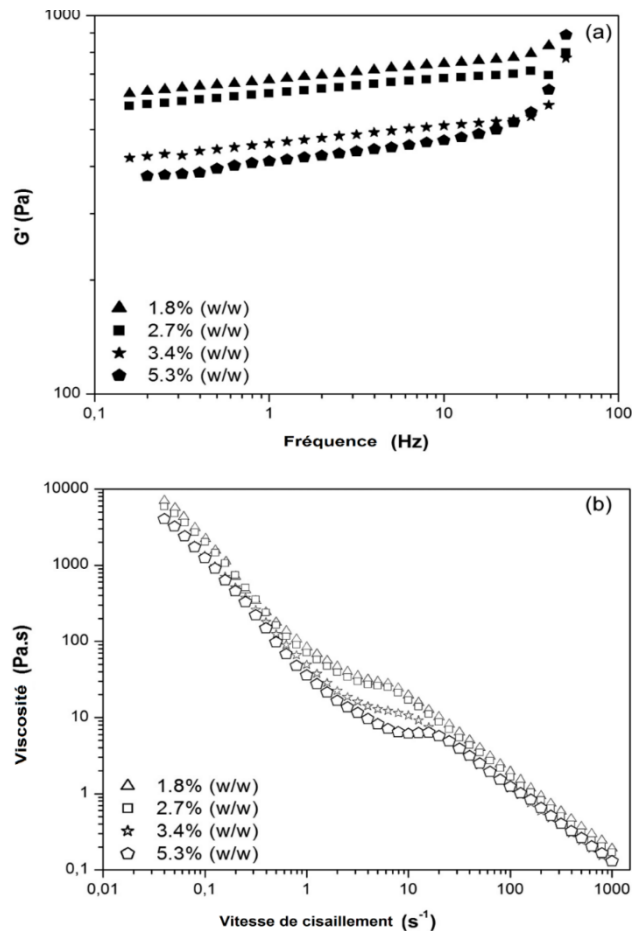 1000
(a)
G' (Pa)
1.8% (w/w)
2.7% (w/w)
3.4% (w/w)
5.3% (w/w)
100
0,1 1 10 100
Fréquence (Hz)
10000
(b)
1000
100
Viscosité (Pa.s)
10
1
1.8% (w/w)
2.7% (w/w)
3.4% (w/w)
5.3% (w/w)
0,1
0,01 0,1 1 10 100 1000
Vitesse de cisaillement (s⁻¹)